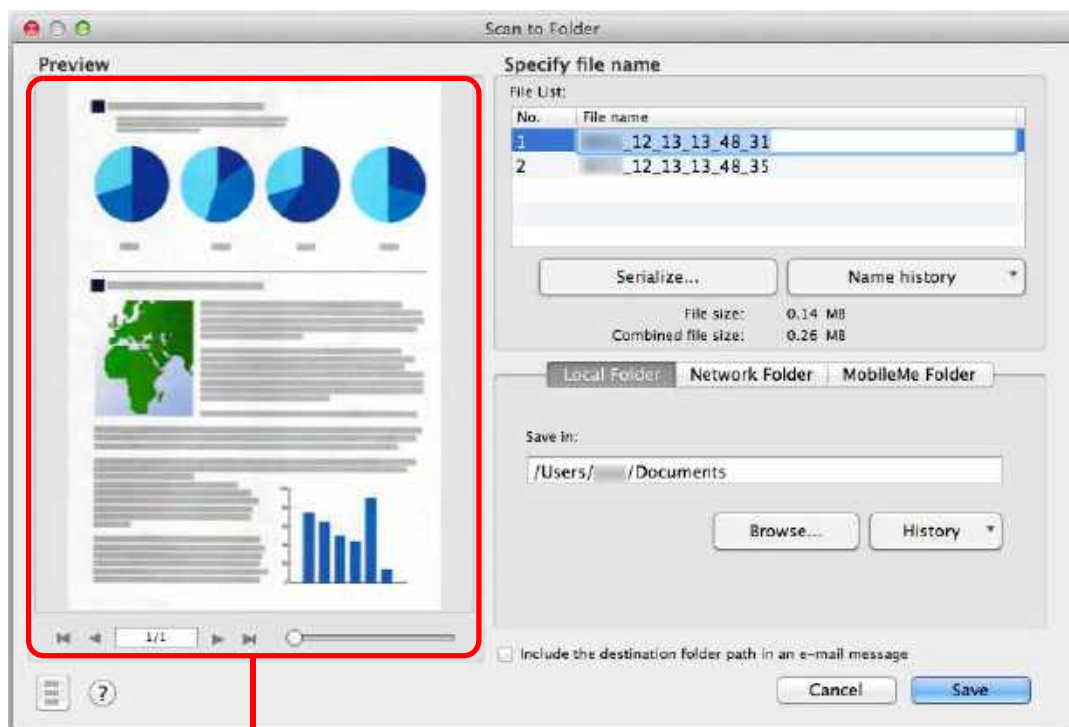 Scan to Folder
Preview
1/1
Specify file name
File List:
No. File name
1 _12_13_13_48_31
2 _12_13_13_48_35
Serialize... Name history
File size: 0.14 MB
Combined file size: 0.26 MB
Local Folder Network Folder MobileMe Folder
Save in:
/Users/ /Documents
Browse... History
Include the destination folder path in an e-mail message
?
Cancel Save